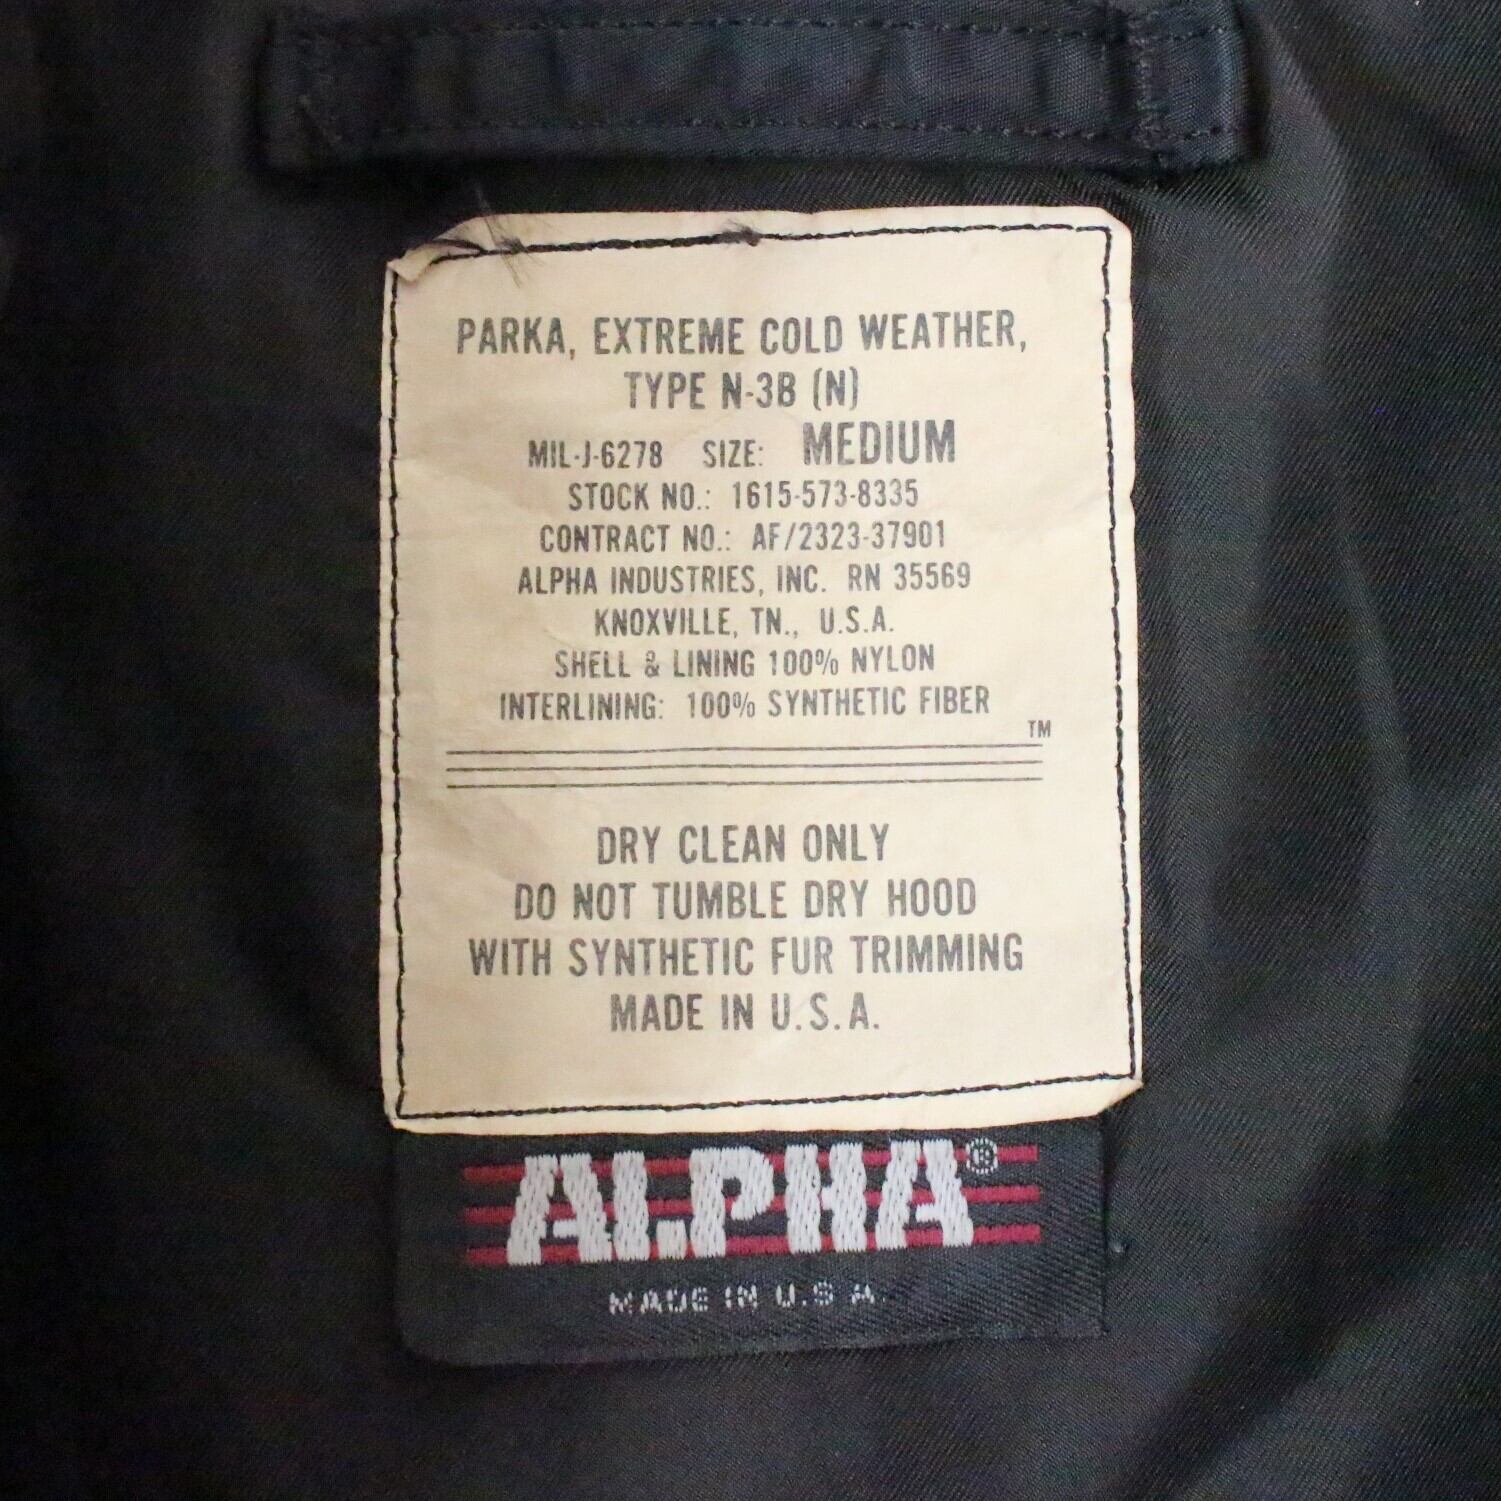 PARKA, EXTREME COLD WEATHER,
TYPE N-3B (N)
MIL-J-6278 SIZE: MEDIUM
STOCK NO.: 1615-573-8335
CONTRACT NO.: AF/2323-37901
ALPHA INDUSTRIES, INC. RN 35569
KNOXVILLE, TN., U.S.A.
SHELL & LINING 100% NYLON
INTERLINING: 100% SYNTHETIC FIBER
TM
DRY CLEAN ONLY
DO NOT TUMBLE DRY HOOD
WITH SYNTHETIC FUR TRIMMING
MADE IN U.S.A.
ALPHA®
MADE IN U.S.A.